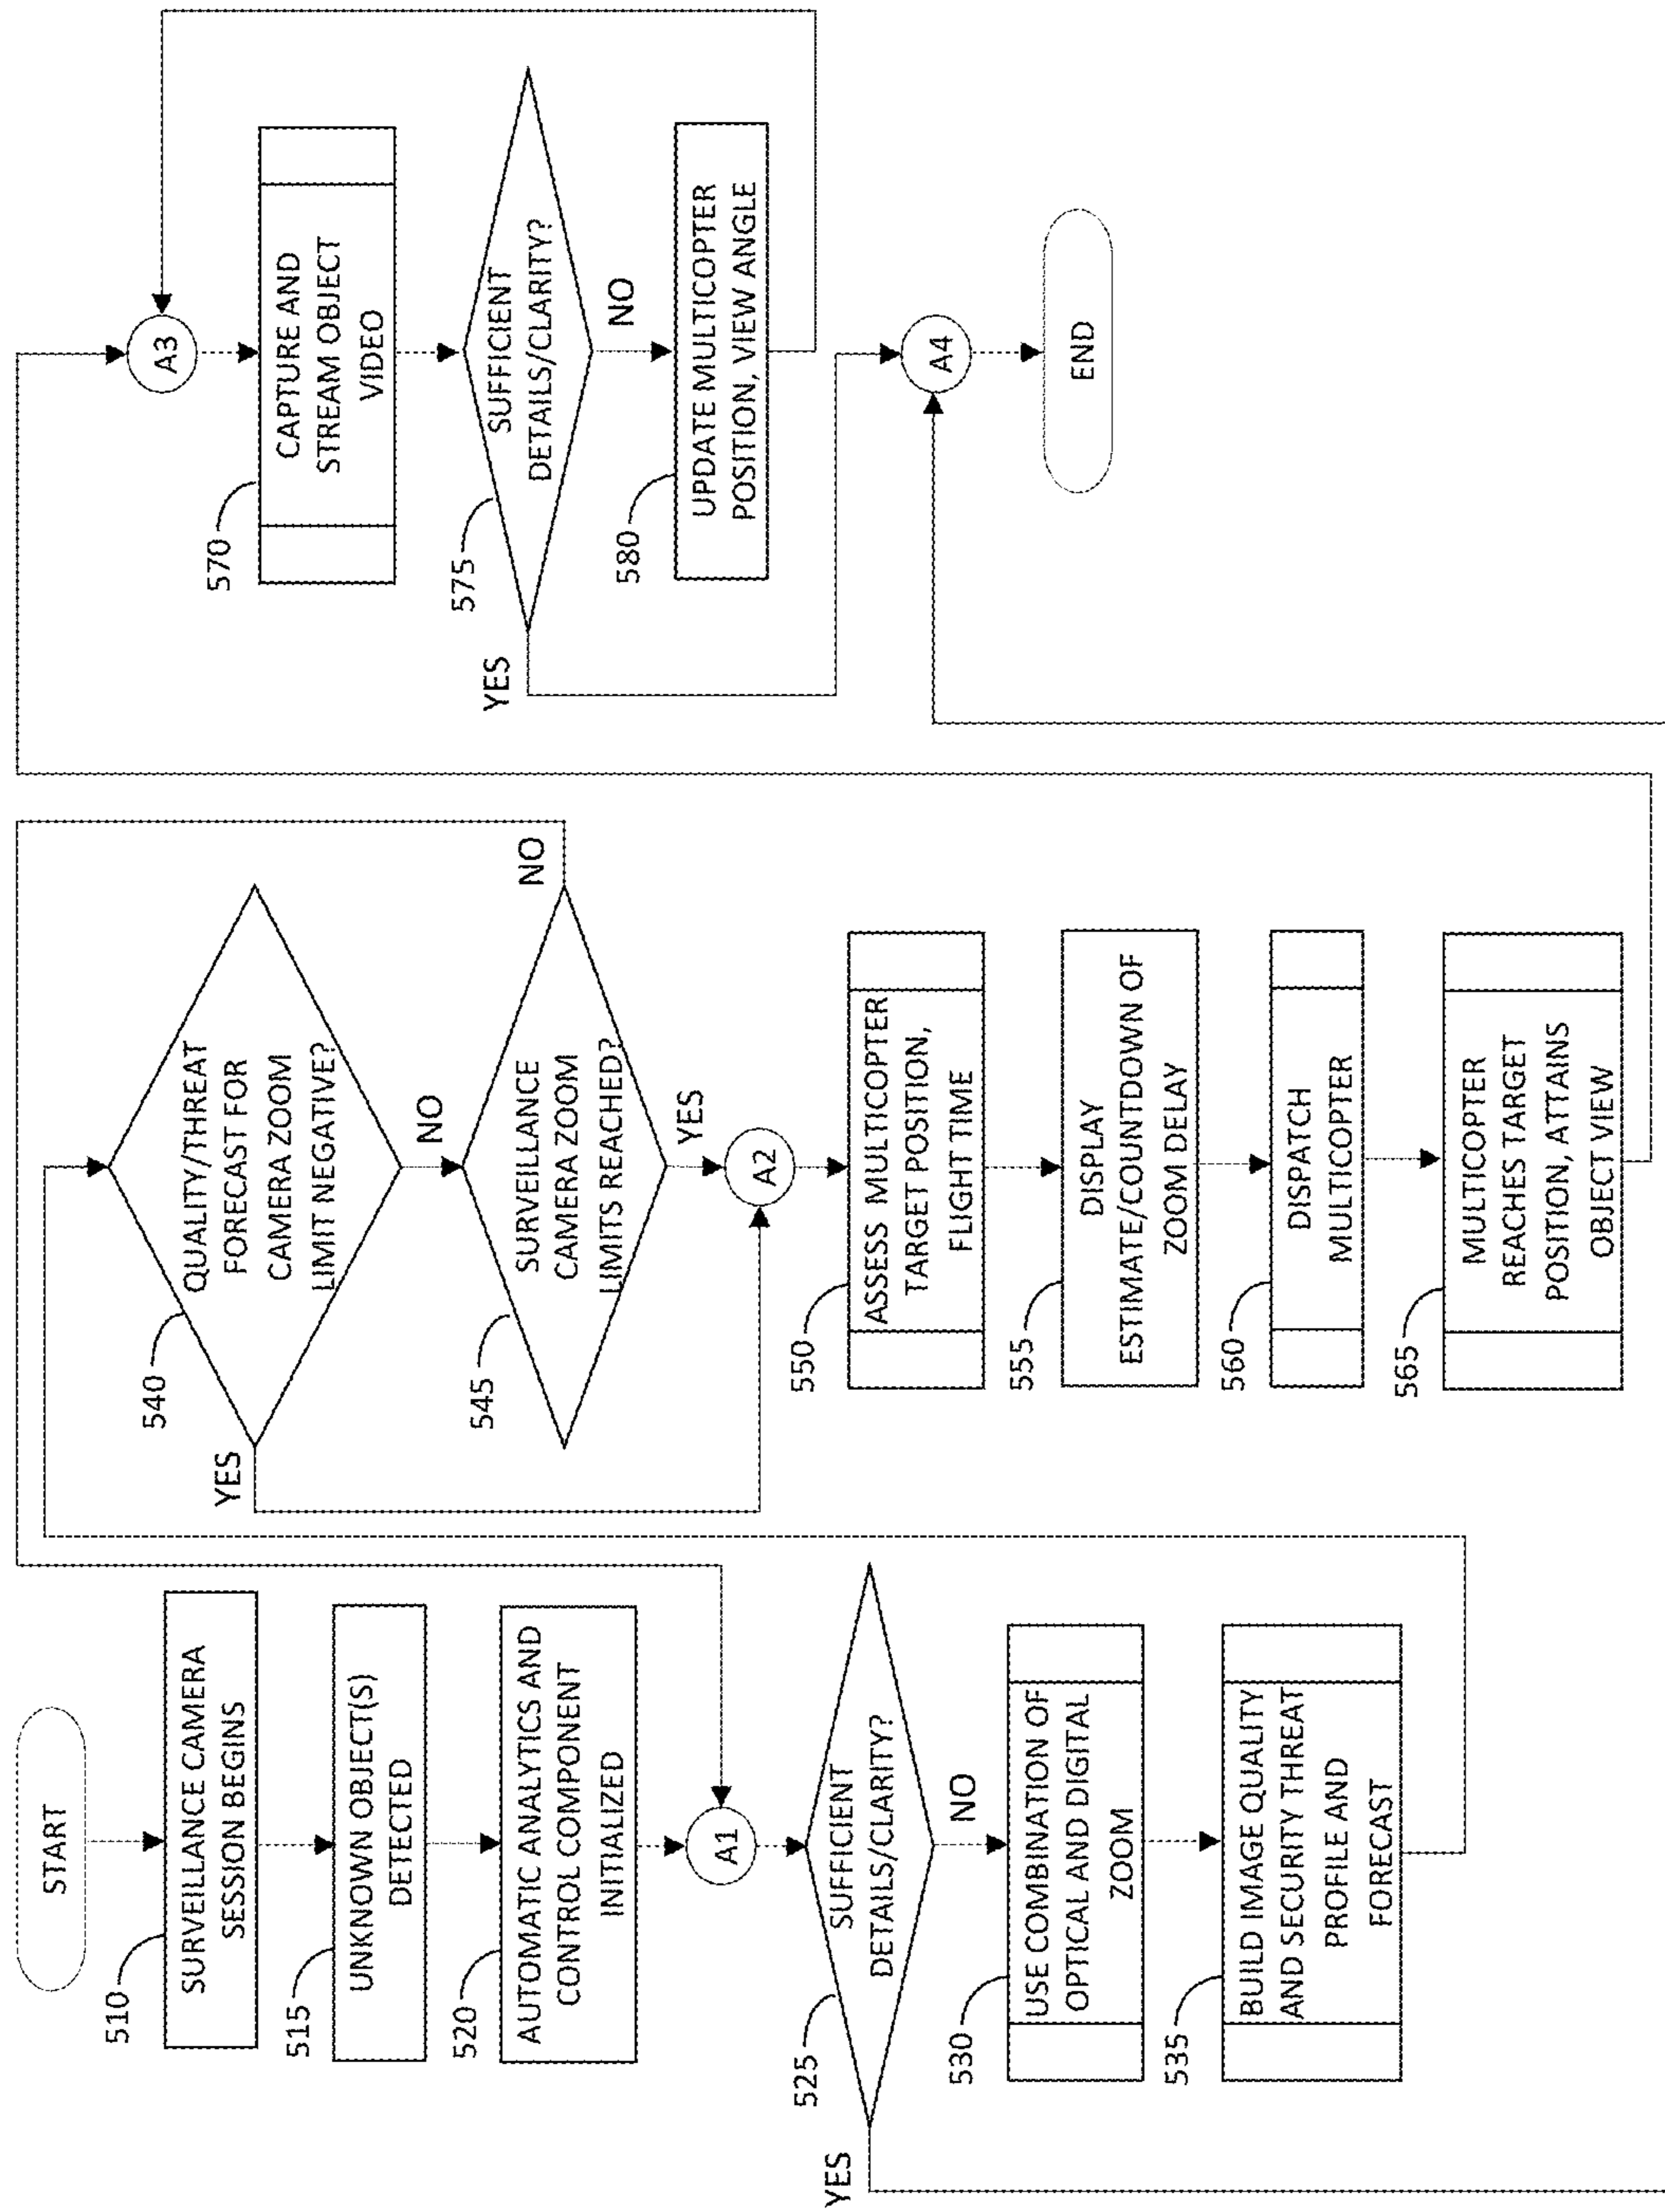 START
510
SURVEILLANCE CAMERA
SESSION BEGINS
515
UNKNOWN OBJECT(S)
DETECTED
520
AUTOMATIC ANALYTICS AND
CONTROL COMPONENT
INITIALIZED
A1
525
SUFFICIENT
DETAILS/CLARITY?
YES
NO
530
USE COMBINATION OF
OPTICAL AND DIGITAL
ZOOM
535
BUILD IMAGE QUALITY
AND SECURITY THREAT
PROFILE AND
FORECAST
540
QUALITY/THREAT
FORECAST FOR
CAMERA ZOOM
LIMIT NEGATIVE?
YES
NO
545
SURVEILLANCE
CAMERA ZOOM
LIMITS REACHED?
NO
YES
A2
550
ASSESS MULTICOPTER
TARGET POSITION,
FLIGHT TIME
555
DISPLAY
ESTIMATE/COUNTDOWN OF
ZOOM DELAY
560
DISPATCH
MULTICOPTER
565
MULTICOPTER
REACHES TARGET
POSITION, ATTAINS
OBJECT VIEW
A3
570
CAPTURE AND
STREAM OBJECT
VIDEO
575
SUFFICIENT
DETAILS/CLARITY?
YES
NO
580
UPDATE MULTICOPTER
POSITION, VIEW ANGLE
A4
END